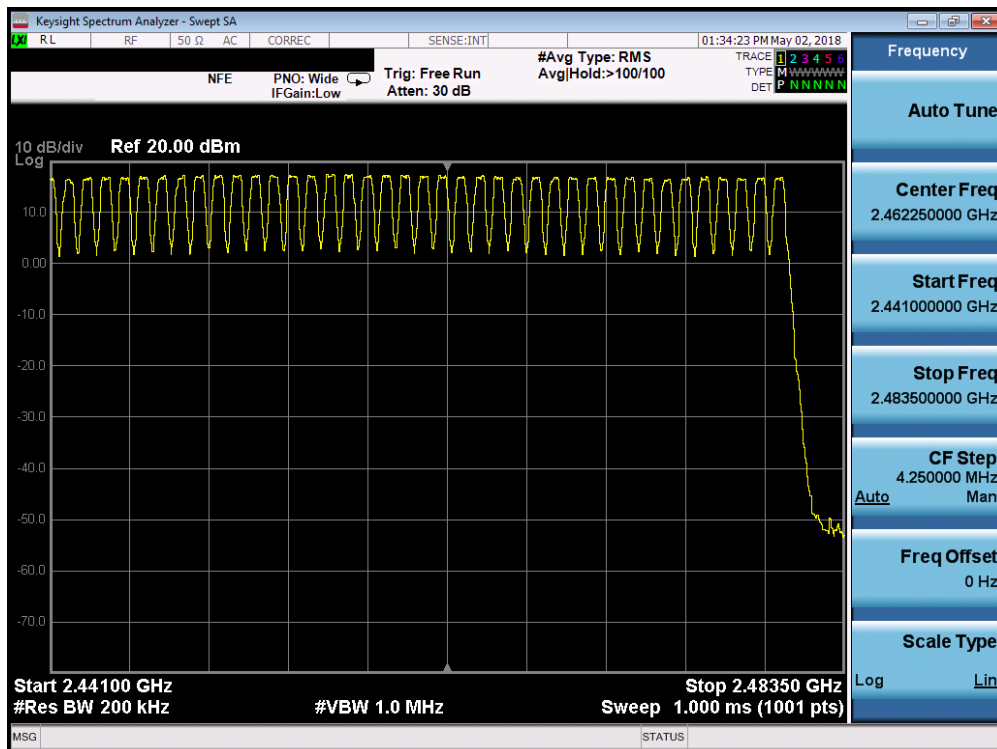 Keysight Spectrum Analyzer - Swept SA
LXI RL RF 50 Ω AC CORREC SENSE:INT 01:34:23 PM May 02, 2018
NFE PNO: Wide Trig: Free Run #Avg Type: RMS TRACE 1 2 3 4 5 6
IFGain:Low Atten: 30 dB Avg|Hold:>100/100 TYPE M WWWWW
DET P N N N N N
10 dB/div Ref 20.00 dBm
Log
10.0
0.00
-10.0
-20.0
-30.0
-40.0
-50.0
-60.0
-70.0
Start 2.44100 GHz Stop 2.48350 GHz
#Res BW 200 kHz #VBW 1.0 MHz Sweep 1.000 ms (1001 pts)
MSG STATUS
Frequency
Auto Tune
Center Freq
2.462250000 GHz
Start Freq
2.441000000 GHz
Stop Freq
2.483500000 GHz
CF Step
4.250000 MHz
Auto Man
Freq Offset
0 Hz
Scale Type
Log Lin